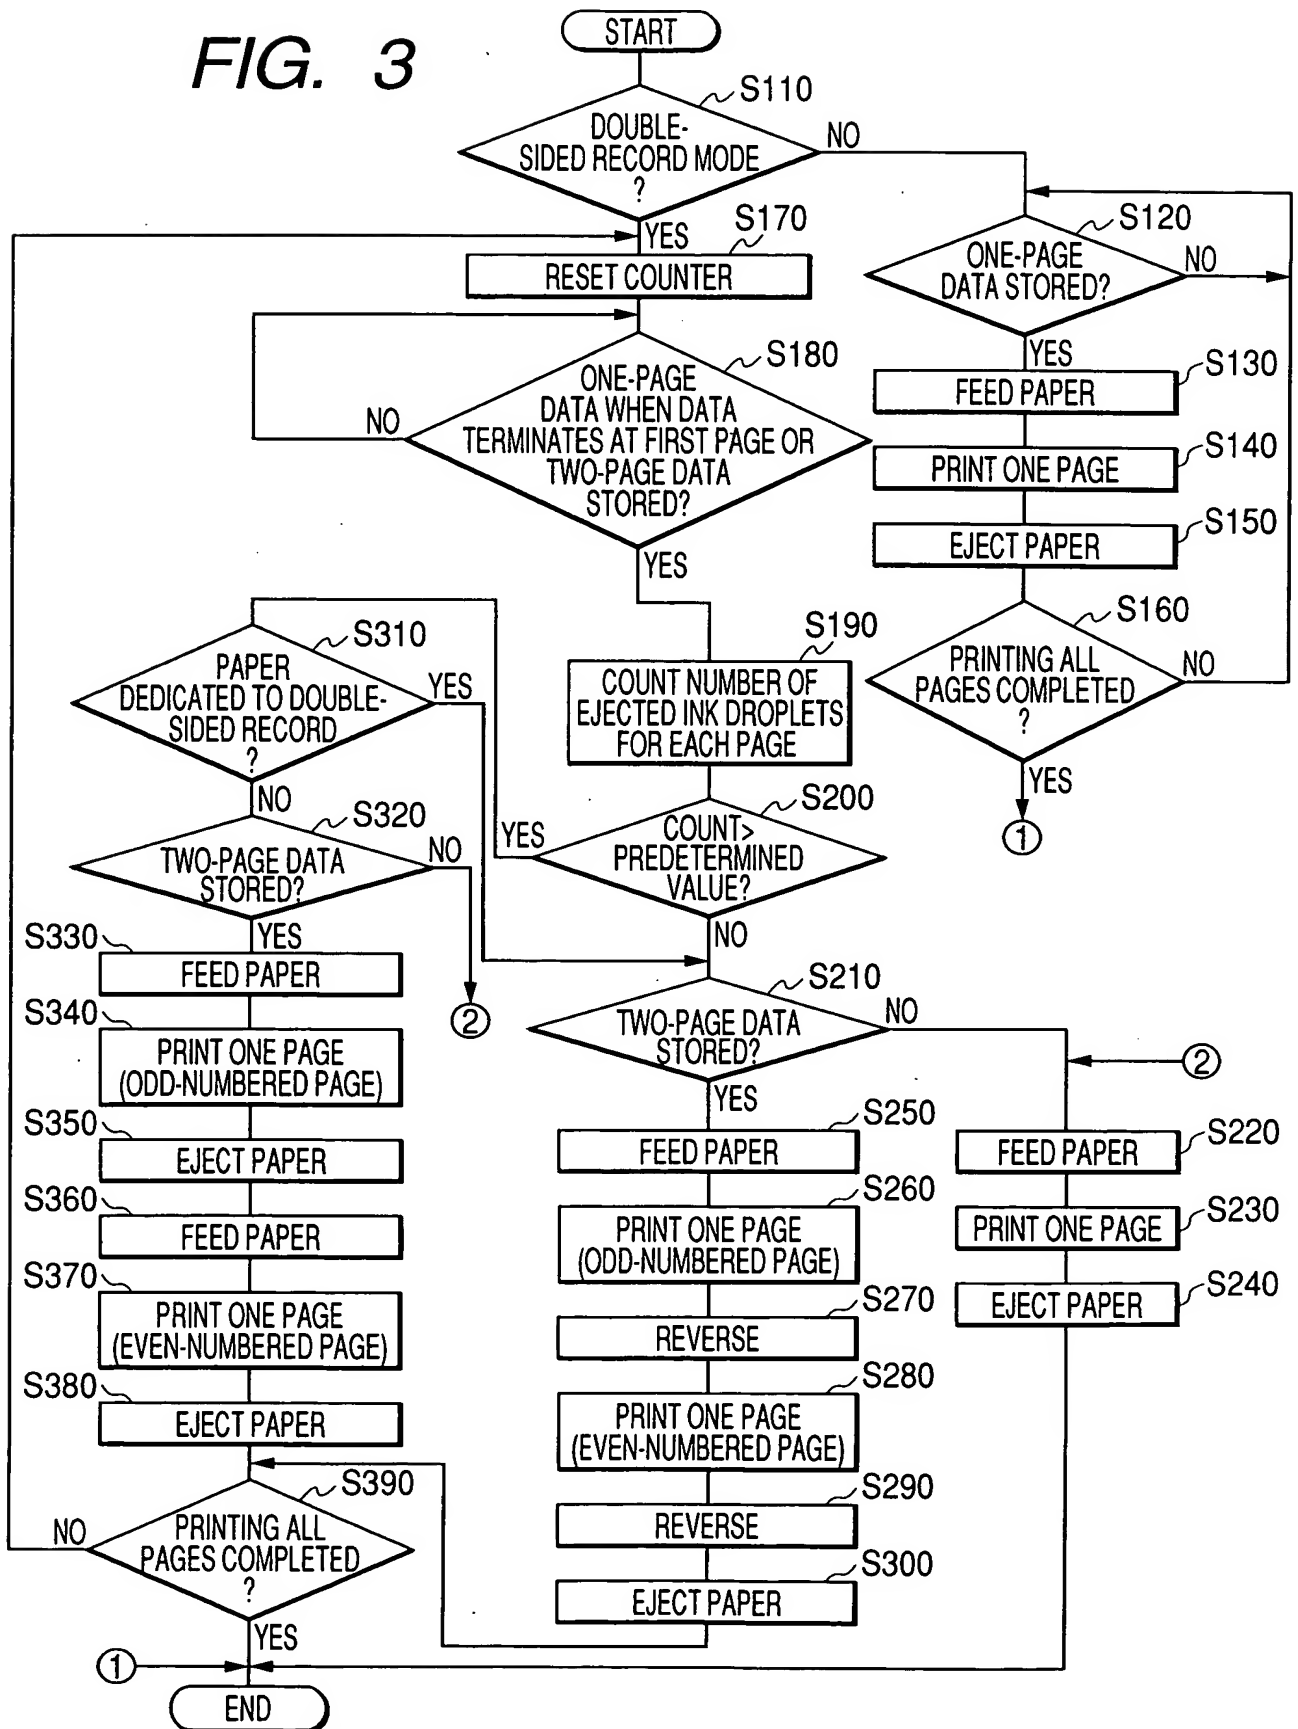 FIG. 3
START
S110
DOUBLE-
SIDED RECORD MODE
?
NO
YES
S170
RESET COUNTER
S180
ONE-PAGE
DATA WHEN DATA
TERMINATES AT FIRST PAGE OR
TWO-PAGE DATA
STORED?
NO
YES
S120
ONE-PAGE
DATA STORED?
NO
YES
S130
FEED PAPER
S140
PRINT ONE PAGE
S150
EJECT PAPER
S160
PRINTING ALL
PAGES COMPLETED
?
NO
YES
1
S190
COUNT NUMBER OF
EJECTED INK DROPLETS
FOR EACH PAGE
S200
COUNT>
PREDETERMINED
VALUE?
YES
NO
S310
PAPER
DEDICATED TO DOUBLE-
SIDED RECORD
?
YES
NO
S320
TWO-PAGE DATA
STORED?
NO
2
YES
S330
FEED PAPER
S340
PRINT ONE PAGE
(ODD-NUMBERED PAGE)
S350
EJECT PAPER
S360
FEED PAPER
S370
PRINT ONE PAGE
(EVEN-NUMBERED PAGE)
S380
EJECT PAPER
S390
PRINTING ALL
PAGES COMPLETED
?
NO
YES
1
END
S210
TWO-PAGE DATA
STORED?
NO
YES
2
S250
FEED PAPER
S260
PRINT ONE PAGE
(ODD-NUMBERED PAGE)
S270
REVERSE
S280
PRINT ONE PAGE
(EVEN-NUMBERED PAGE)
S290
REVERSE
S300
EJECT PAPER
S220
FEED PAPER
S230
PRINT ONE PAGE
S240
EJECT PAPER